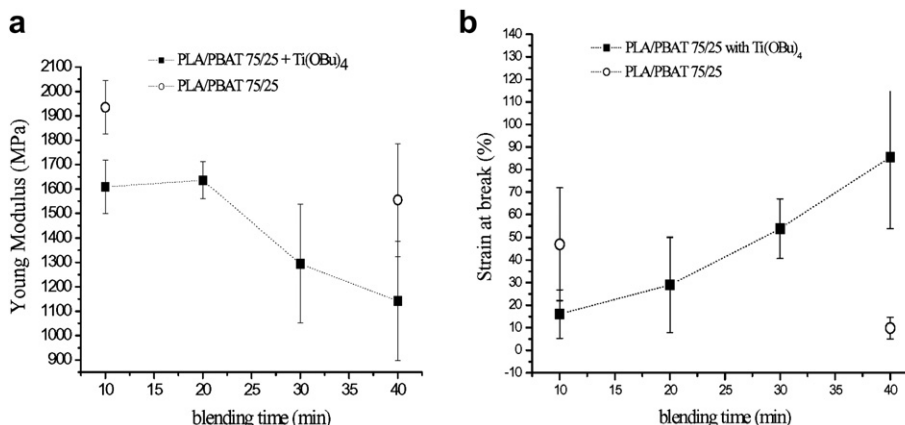 a
PLA/PBAT 75/25 + Ti(OBu)4
PLA/PBAT 75/25
2100
2000
1900
1800
1700
1600
1500
1400
1300
1200
1100
1000
900
Young Modulus (MPa)
10 15 20 25 30 35 40
blending time (min)
b
PLA/PBAT 75/25 with Ti(OBu)4
PLA/PBAT 75/25
140
130
120
110
100
90
80
70
60
50
40
30
20
10
0
-10
Strain at break (%)
10 15 20 25 30 35 40
blending time (min)